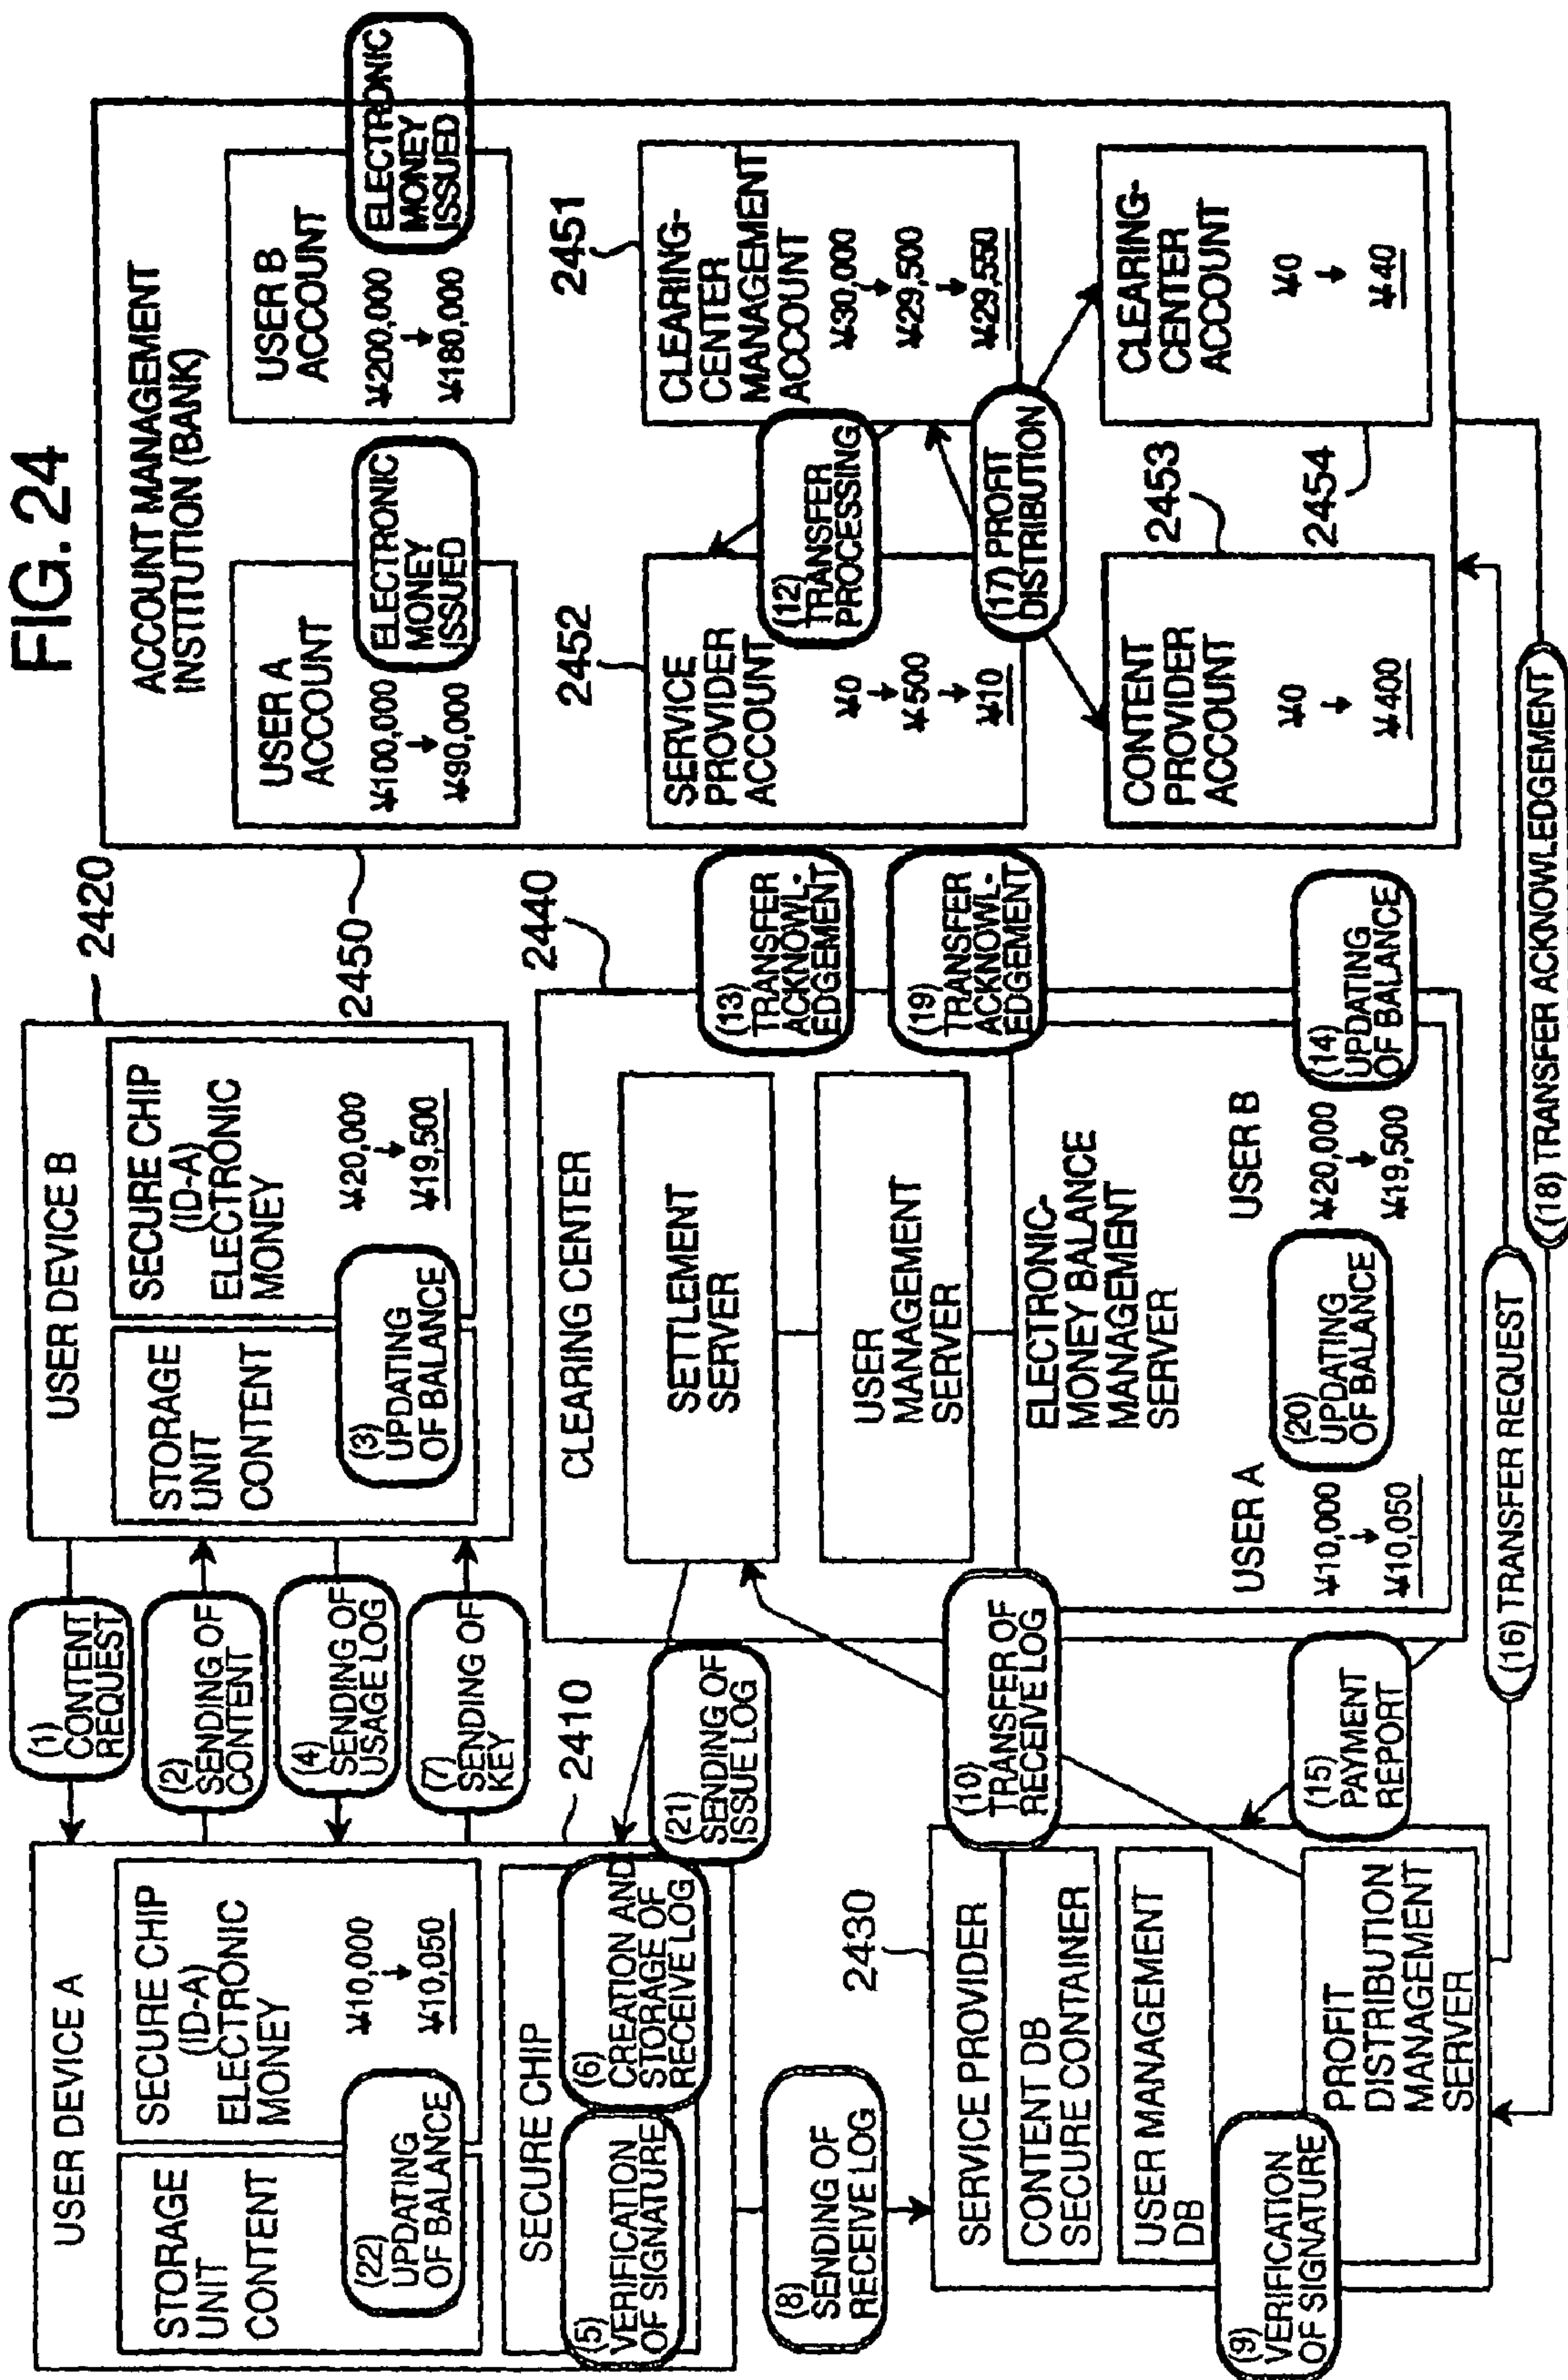 FIG. 24
USER DEVICE A
STORAGE
UNIT
CONTENT
SECURE CHIP
(ID-A)
ELECTRONIC
MONEY
¥10,000
↓
¥10,050
(22)
UPDATING
OF BALANCE
SECURE CHIP
(5)
VERIFICATION
OF SIGNATURE
(6)
CREATION AND
STORAGE OF
RECEIVE LOG
2410
(1)
CONTENT
REQUEST
(2)
SENDING OF
CONTENT
(4)
SENDING OF
USAGE LOG
(7)
SENDING OF
KEY
USER DEVICE B
2420
STORAGE
UNIT
CONTENT
SECURE CHIP
(ID-A)
ELECTRONIC
MONEY
¥20,000
↓
¥19,500
(3)
UPDATING
OF BALANCE
2450
ACCOUNT MANAGEMENT
INSTITUTION (BANK)
USER A
ACCOUNT
¥100,000
↓
¥90,000
ELECTRONIC
MONEY
ISSUED
USER B
ACCOUNT
¥200,000
↓
¥180,000
ELECTRONIC
MONEY
ISSUED
2452
SERVICE
PROVIDER
ACCOUNT
¥0
↓
¥500
↓
¥10
(12)
TRANSFER
PROCESSING
2451
CLEARING-
CENTER
MANAGEMENT
ACCOUNT
¥30,000
↓
¥29,500
↓
¥29,550
(17) PROFIT
DISTRIBUTION
2453
CONTENT
PROVIDER
ACCOUNT
¥0
↓
¥400
2454
CLEARING-
CENTER
ACCOUNT
¥0
↓
¥40
(8)
SENDING OF
RECEIVE LOG
(21)
SENDING OF
ISSUE LOG
2440
CLEARING CENTER
SETTLEMENT
SERVER
USER
MANAGEMENT
SERVER
ELECTRONIC-
MONEY BALANCE
MANAGEMENT
SERVER
USER A
¥10,000
↓
¥10,050
(20)
UPDATING
OF BALANCE
USER B
¥20,000
↓
¥19,500
(14)
UPDATING
OF BALANCE
(13)
TRANSFER
ACKNOWL-
EDGEMENT
(19)
TRANSFER
ACKNOWL-
EDGEMENT
2430
SERVICE PROVIDER
CONTENT DB
SECURE CONTAINER
USER MANAGEMENT
DB
(9)
VERIFICATION
OF SIGNATURE
PROFIT
DISTRIBUTION
MANAGEMENT
SERVER
(10)
TRANSFER OF
RECEIVE LOG
(15)
PAYMENT
REPORT
(16) TRANSFER REQUEST
(18) TRANSFER ACKNOWLEDGEMENT